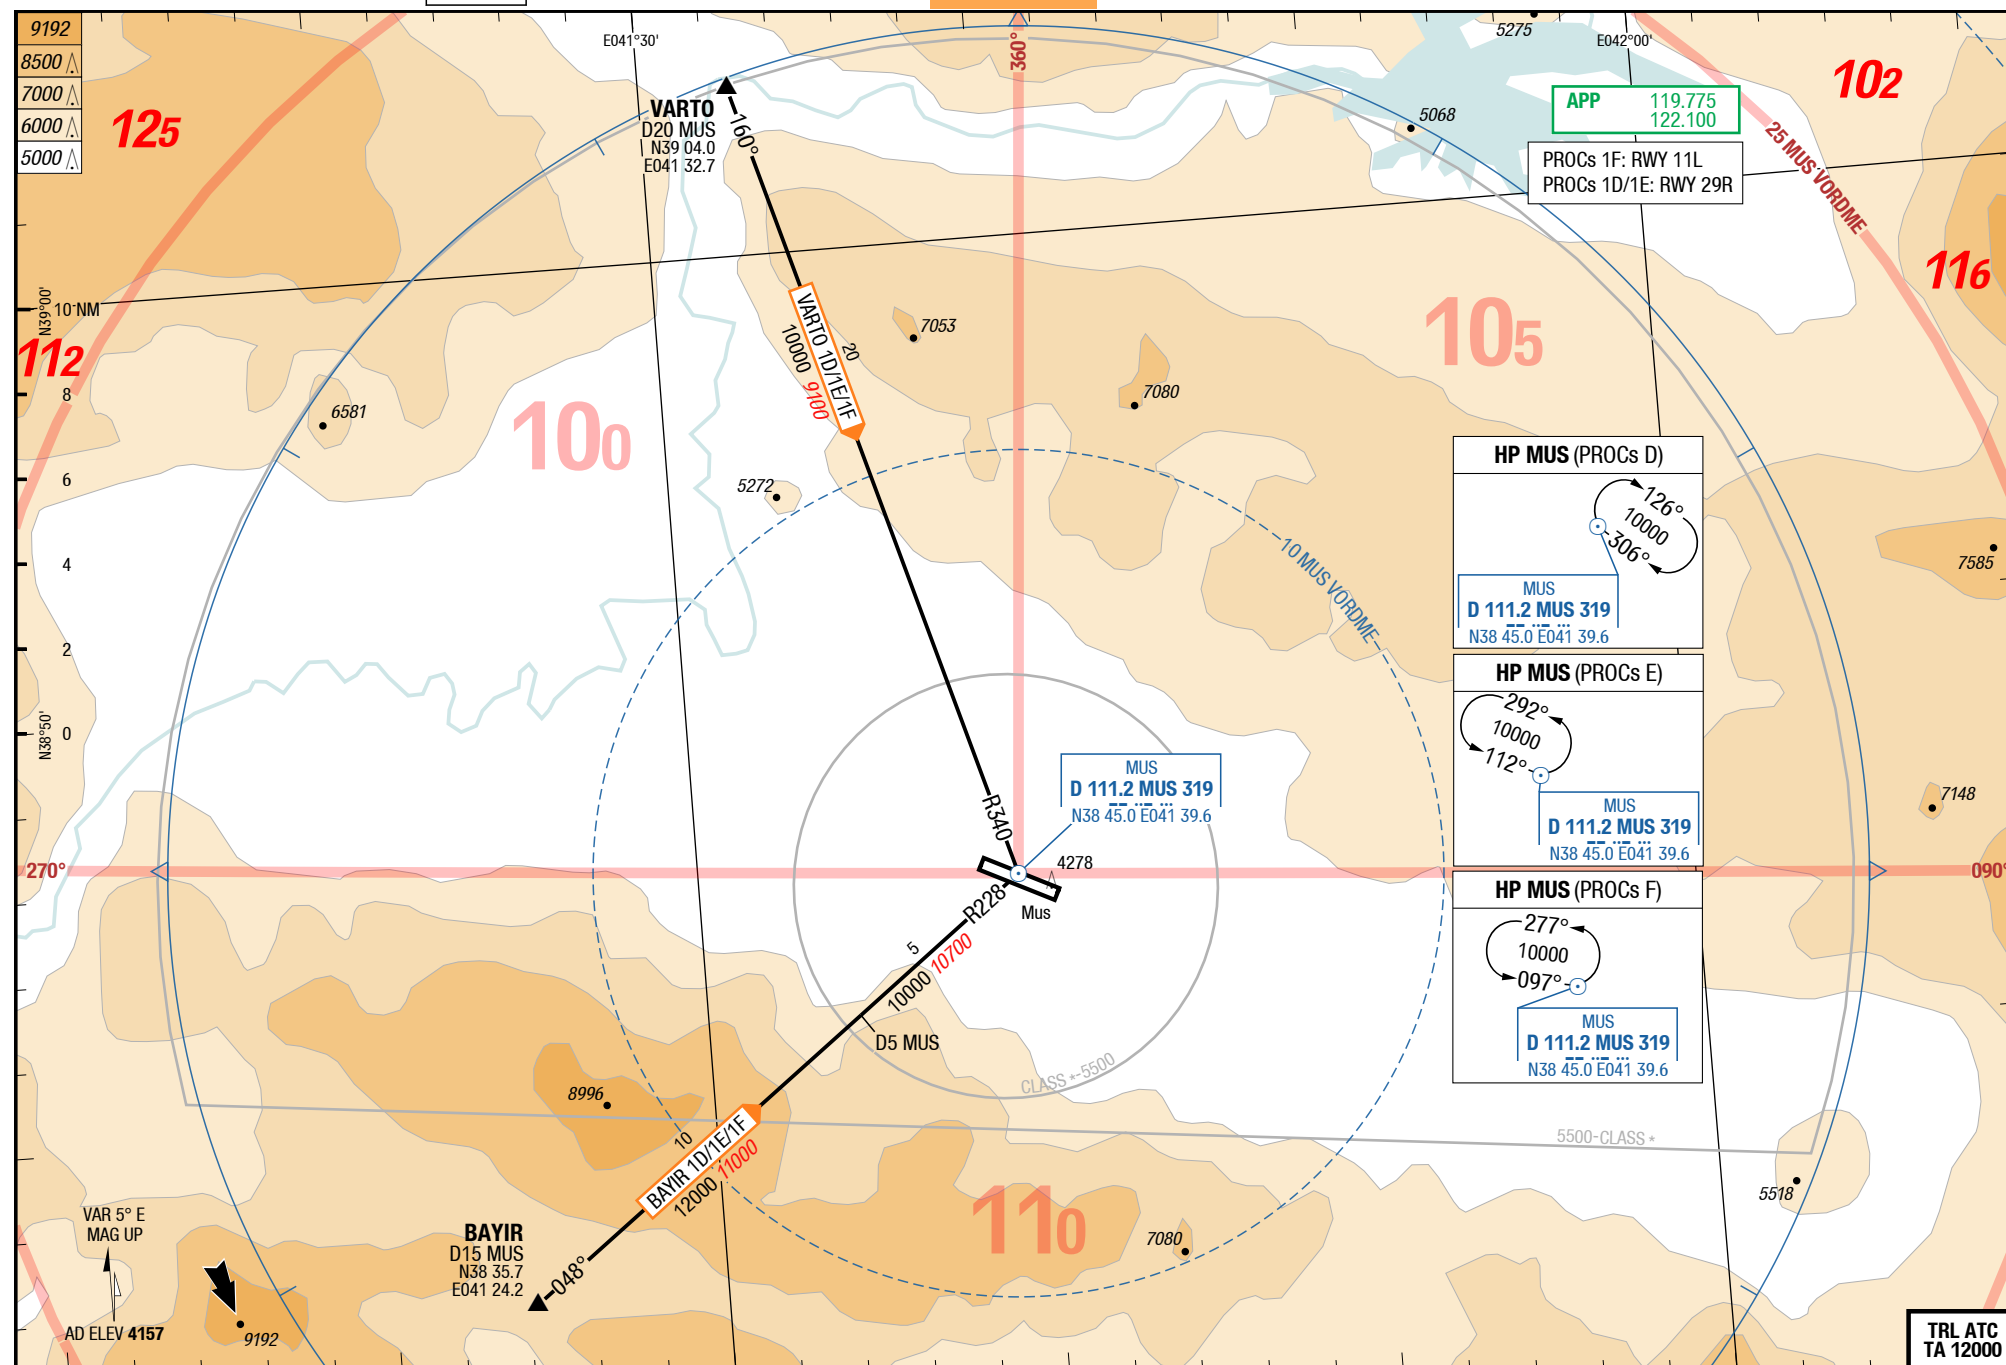 9192
8500
7000
6000
5000
125
E041°30'
360°
5275
E042°00'
102
VARTO
D20 MUS
N39 04.0
E041 32.7
160°
5068
APP 119.775
122.100
25 MUS VORDME
PROCs 1F: RWY 11L
PROCs 1D/1E: RWY 29R
116
N39°00'
10 NM
112
8
6
4
2
0
N38°50'
6581
100
VARTO 1D/1E/1F
20
10000 9100
7053
7080
105
5272
10 MUS VORDME
7585
HP MUS (PROCs D)
126°
10000
306°
MUS
D 111.2 MUS 319
N38 45.0 E041 39.6
HP MUS (PROCs E)
292°
10000
112°
MUS
D 111.2 MUS 319
N38 45.0 E041 39.6
7148
MUS
D 111.2 MUS 319
N38 45.0 E041 39.6
R340
270°
4278
090°
Mus
R228
HP MUS (PROCs F)
277°
10000
097°
MUS
D 111.2 MUS 319
N38 45.0 E041 39.6
5
10000 10700
D5 MUS
CLASS *-5500
5500-CLASS *
8996
10
BAYIR 1D/1E/1F
12000 11000
110
7080
5518
BAYIR
D15 MUS
N38 35.7
E041 24.2
048°
VAR 5° E
MAG UP
AD ELEV 4157
9192
TRL ATC
TA 12000